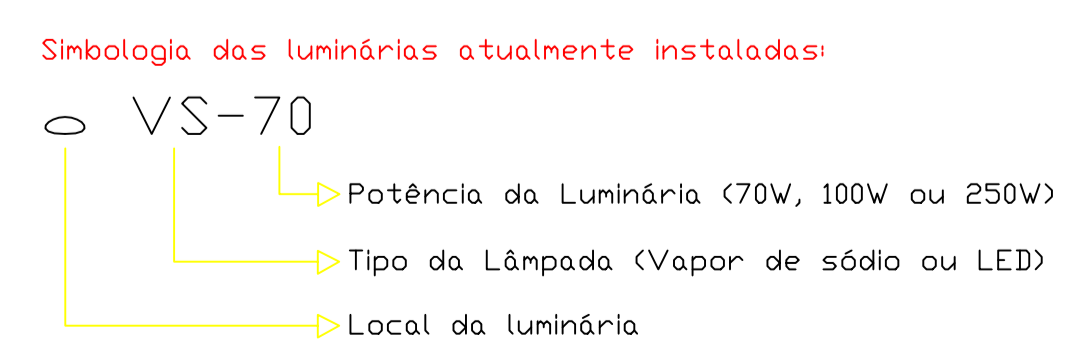 Simbologia das luminárias atualmente instaladas:
VS-70
Potência da Luminária (70W, 100W ou 250W)
Tipo da Lâmpada (Vapor de sódio ou LED)
Local da luminária